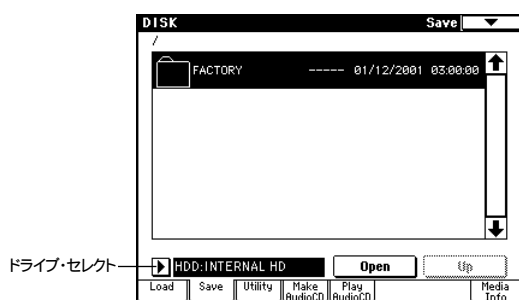 DISK Save
/
FACTORY ----- 01/12/2001 03:00:00
ドライブ・セレクト HDD:INTERNAL HD Open Up
Load Save Utility Make AudioCD Play AudioCD Media Info